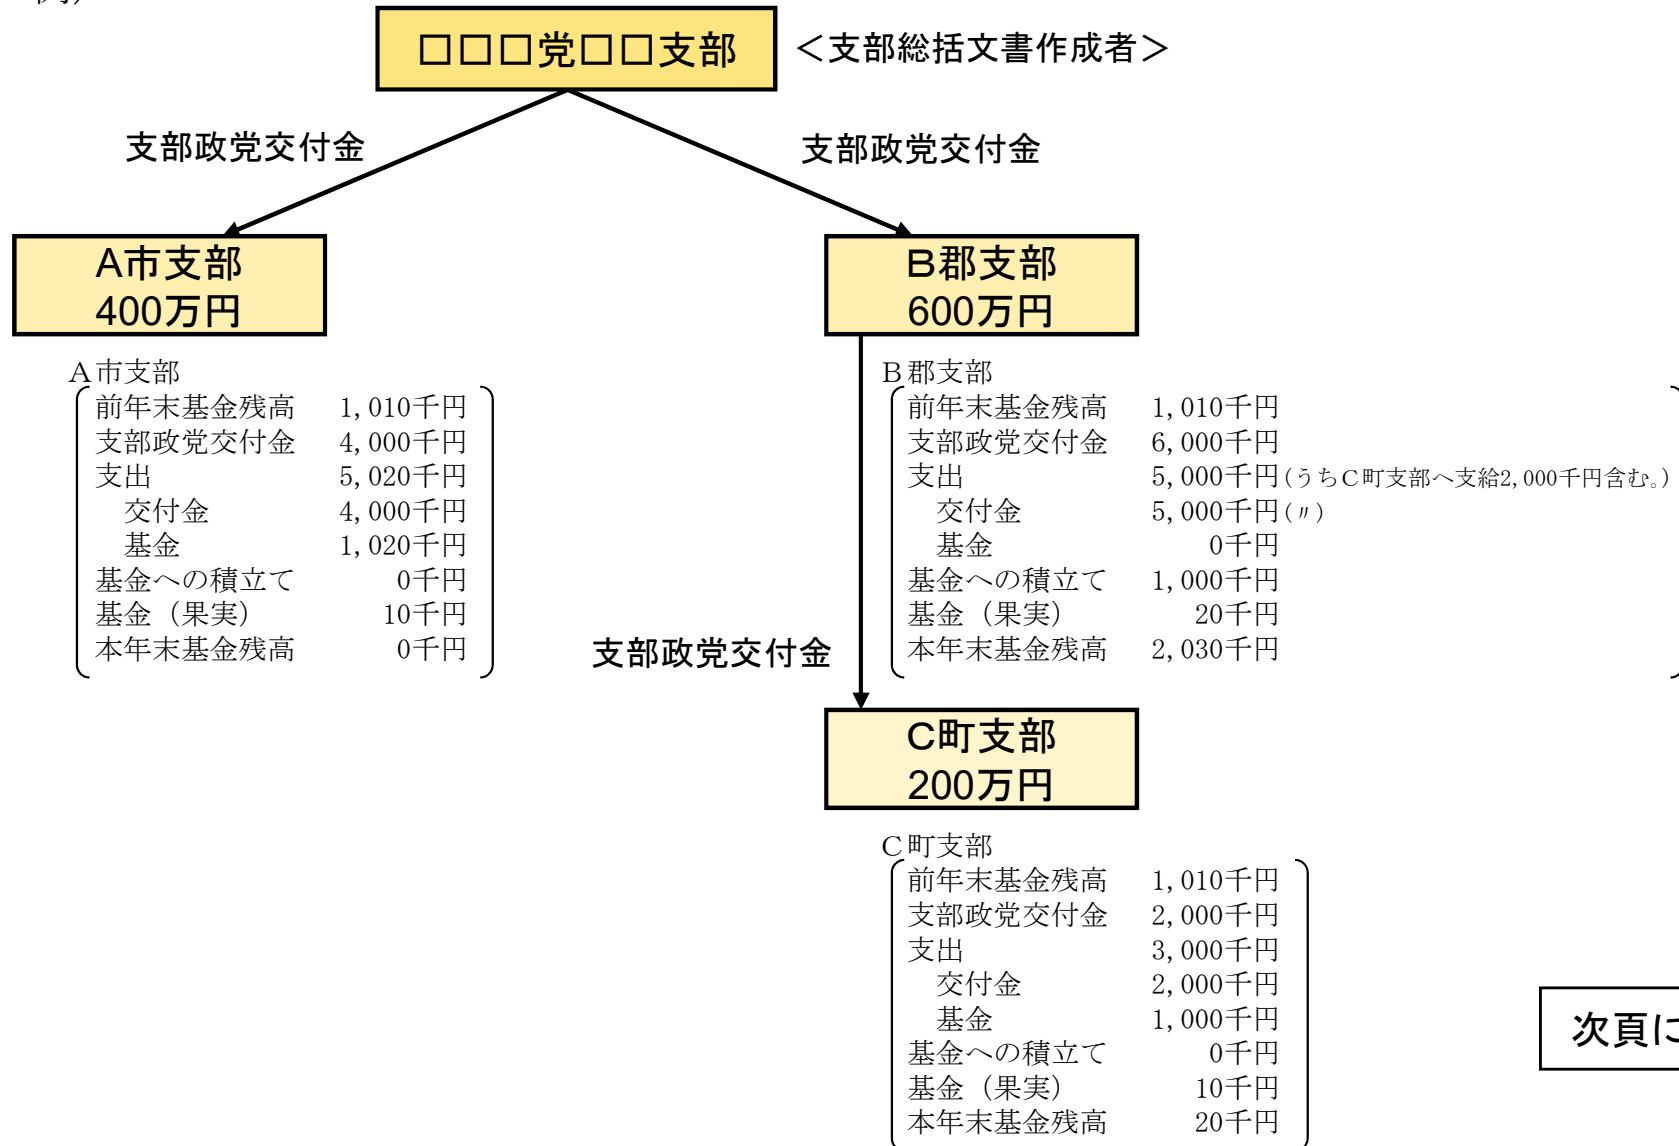 例)
□□□党□□支部
＜支部総括文書作成者＞
支部政党交付金
支部政党交付金
A市支部
400万円
B郡支部
600万円
A市支部
前年末基金残高 1,010千円
支部政党交付金 4,000千円
支出 5,020千円
交付金 4,000千円
基金 1,020千円
基金への積立て 0千円
基金（果実） 10千円
本年末基金残高 0千円
B郡支部
前年末基金残高 1,010千円
支部政党交付金 6,000千円
支出 5,000千円(うちC町支部へ支給2,000千円含む。)
交付金 5,000千円(〃)
基金 0千円
基金への積立て 1,000千円
基金（果実） 20千円
本年末基金残高 2,030千円
支部政党交付金
C町支部
200万円
C町支部
前年末基金残高 1,010千円
支部政党交付金 2,000千円
支出 3,000千円
交付金 2,000千円
基金 1,000千円
基金への積立て 0千円
基金（果実） 10千円
本年末基金残高 20千円
次頁に